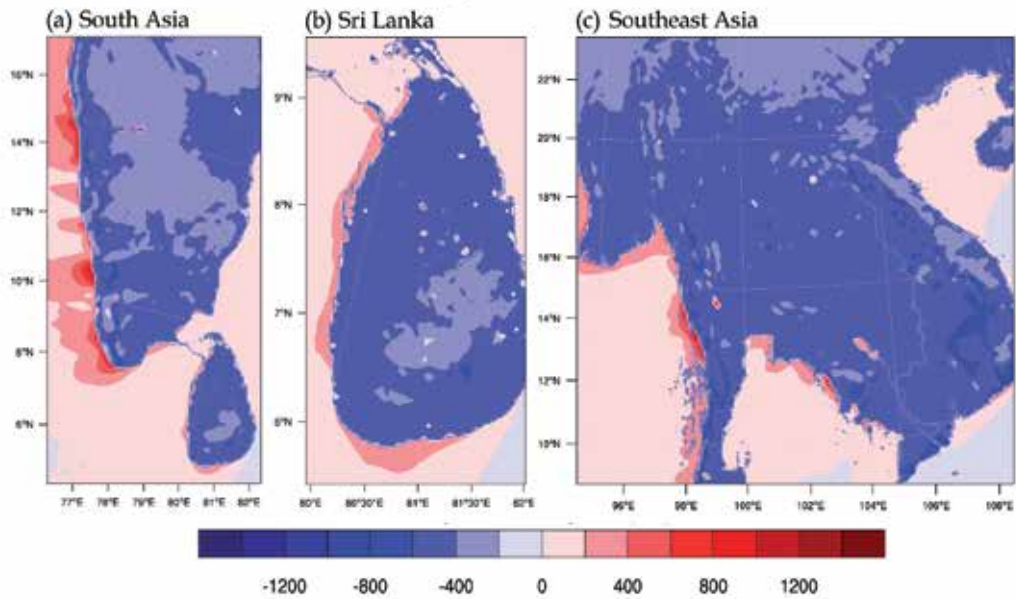 (a) South Asia
16°N
14°N
12°N
10°N
8°N
6°N
77°E 78°E 79°E 80°E 81°E 82°E
(b) Sri Lanka
9°N
8°N
7°N
6°N
80°E 80°30'E 81°E 81°30'E 82°E
(c) Southeast Asia
22°N
20°N
18°N
16°N
14°N
12°N
10°N
96°E 98°E 100°E 102°E 104°E 106°E 108°E
-1200 -800 -400 0 400 800 1200